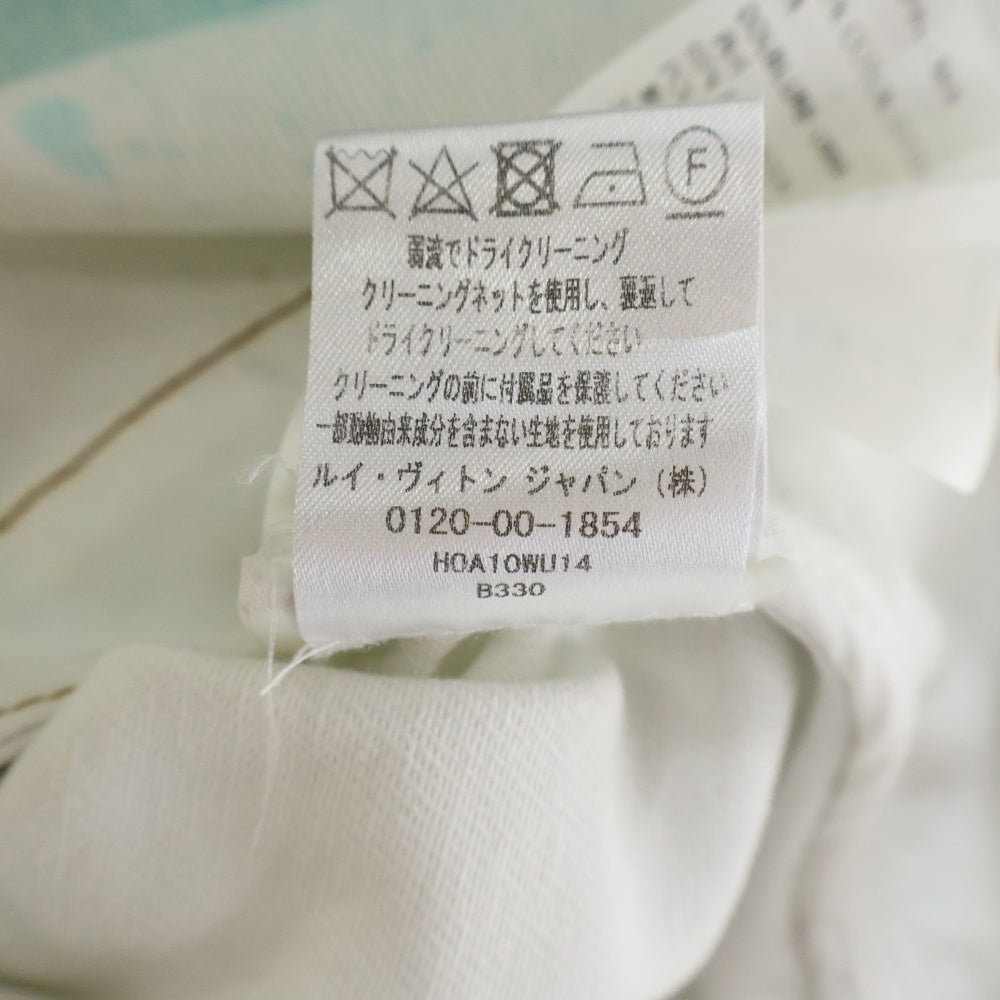 F
弱流でドライクリーニング
クリーニングネットを使用し、裏返して
ドライクリーニングしてください
クリーニングの前に付属品を保護してください
一部動物由来成分を含まない生地を使用しております
ルイ・ヴィトン ジャパン (株)
0120-00-1854
H0A10WU14
B330